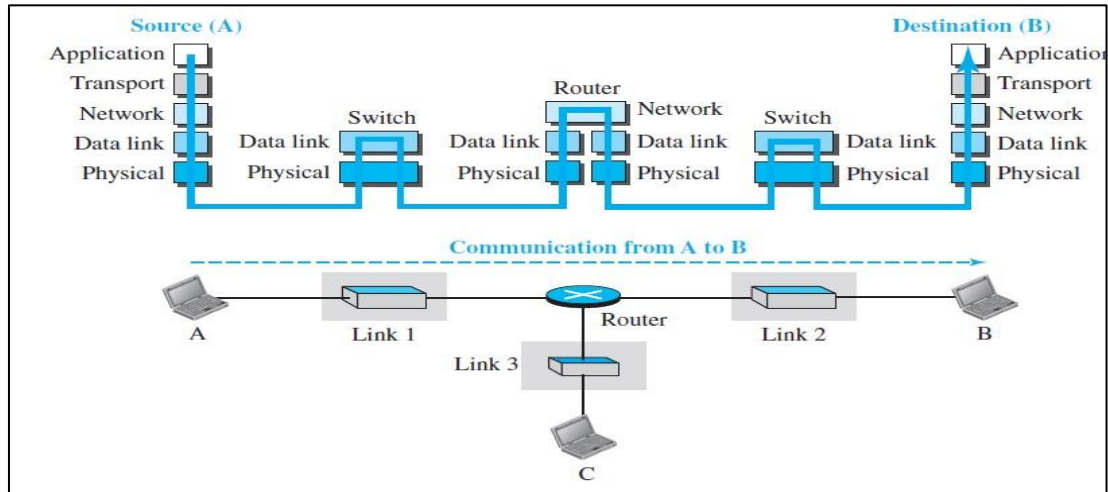 Source (A)
Destination (B)
Application
Application
Transport
Transport
Router
Network
Network
Network
Switch
Switch
Data link
Data link
Data link
Data link
Data link
Data link
Physical
Physical
Physical
Physical
Physical
Physical
Communication from A to B
A
Link 1
Router
Link 2
B
Link 3
C